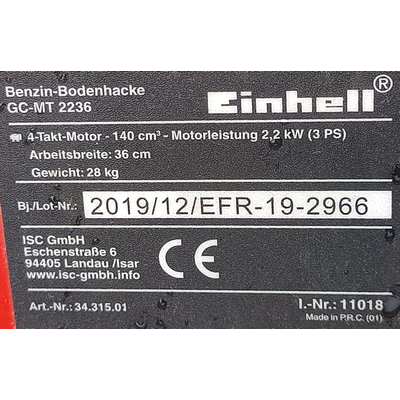 Benzin-Bodenhacke
GC-MT 2236
Einhell®
4-Takt-Motor - 140 cm³ - Motorleistung 2,2 kW (3 PS)
Arbeitsbreite: 36 cm
Gewicht: 28 kg
Bj./Lot-Nr.: 2019/12/EFR-19-2966
ISC GmbH
Eschenstraße 6
94405 Landau /Isar
www.isc-gmbh.info
CE
Art.-Nr.: 34.315.01
I.-Nr.: 11018
Made in P.R.C. (01)